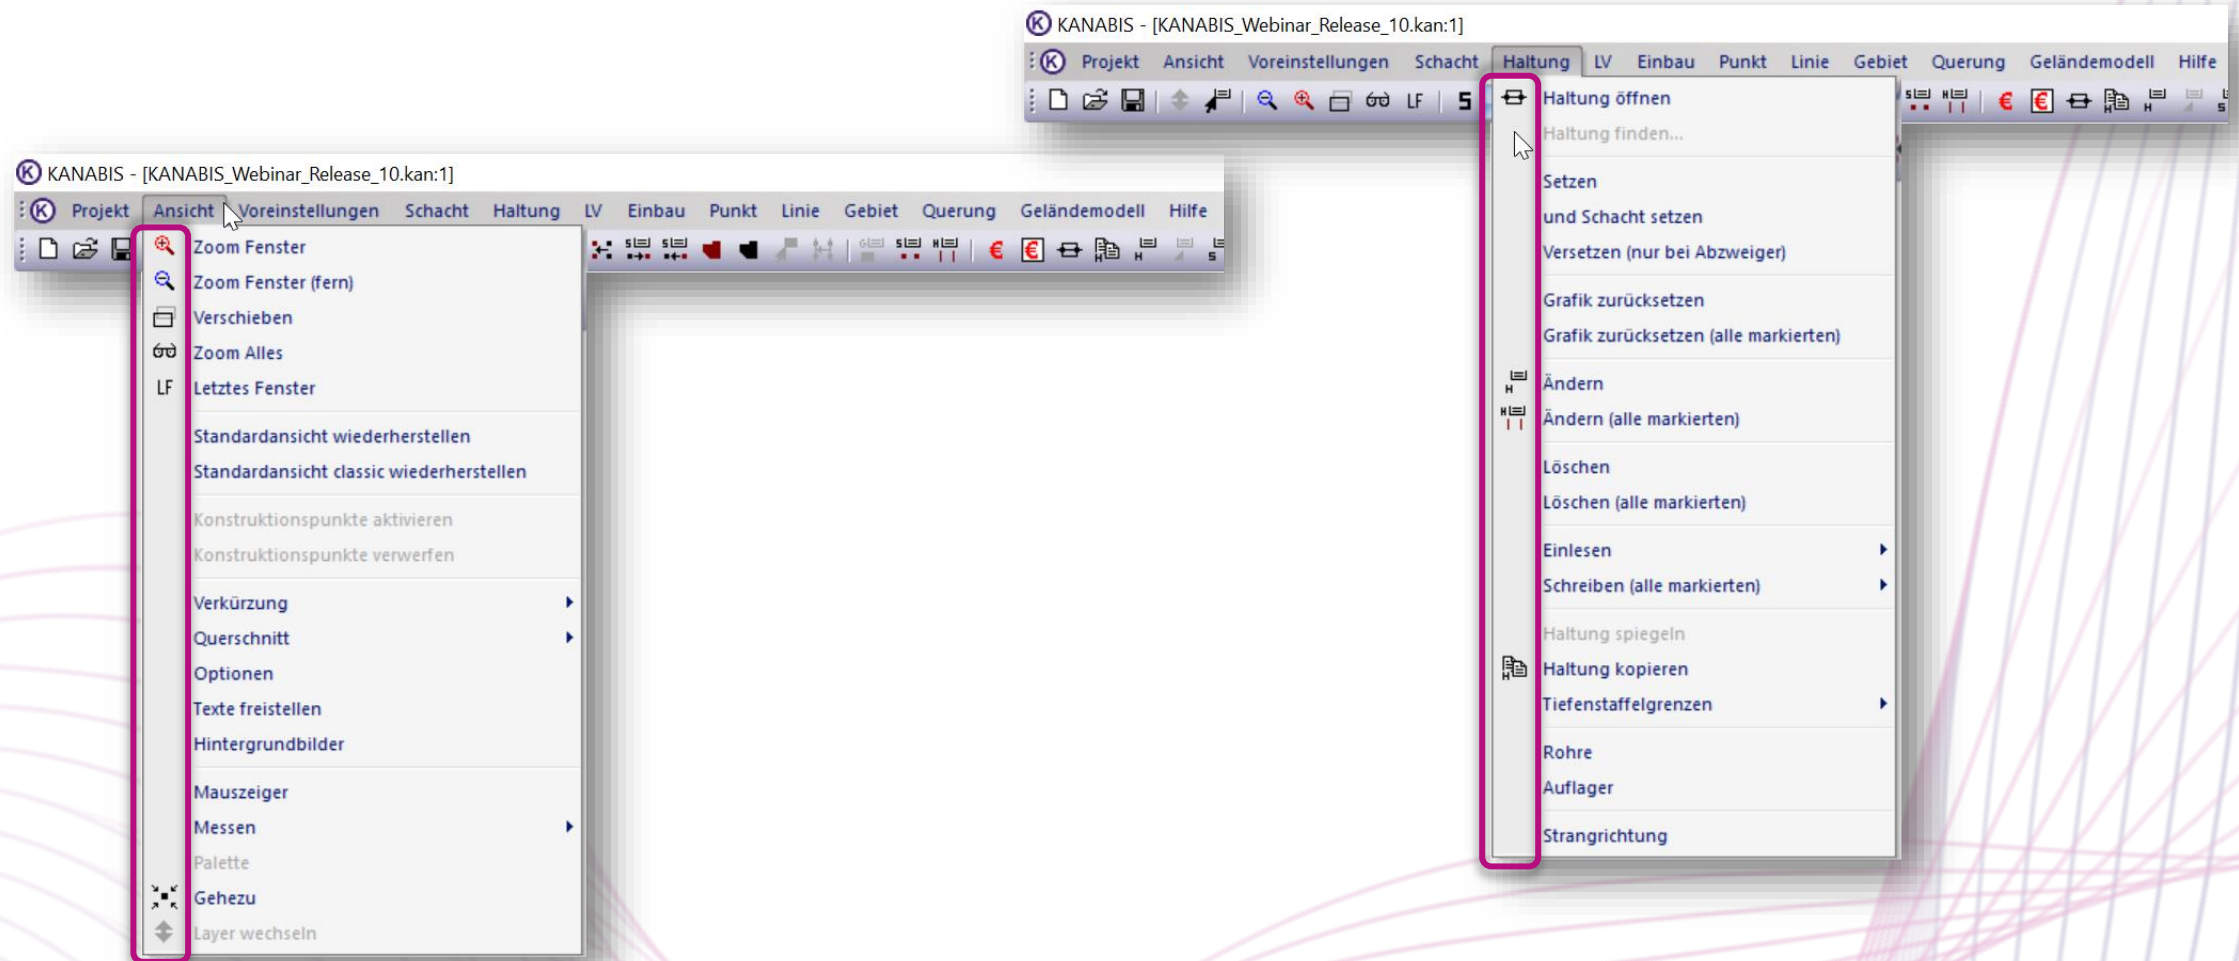 KANABIS - [KANABIS_Webinar_Release_10.kan:1]
Projekt Ansicht Voreinstellungen Schacht Haltung LV Einbau Punkt Linie Gebiet Querung Geländemodell Hilfe
LF S
Haltung öffnen
Haltung finden...
Setzen
und Schacht setzen
Versetzen (nur bei Abzweiger)
Grafik zurücksetzen
Grafik zurücksetzen (alle markierten)
Ändern
Ändern (alle markierten)
Löschen
Löschen (alle markierten)
Einlesen
Schreiben (alle markierten)
Haltung spiegeln
Haltung kopieren
Tiefenstaffelgrenzen
Rohre
Auflager
Strangrichtung
KANABIS - [KANABIS_Webinar_Release_10.kan:1]
Projekt Ansicht Voreinstellungen Schacht Haltung LV Einbau Punkt Linie Gebiet Querung Geländemodell Hilfe
Zoom Fenster
Zoom Fenster (fern)
Verschieben
Zoom Alles
LF Letztes Fenster
Standardansicht wiederherstellen
Standardansicht classic wiederherstellen
Konstruktionspunkte aktivieren
Konstruktionspunkte verwerfen
Verkürzung
Querschnitt
Optionen
Texte freistellen
Hintergrundbilder
Mauszeiger
Messen
Palette
Gehezu
Layer wechseln